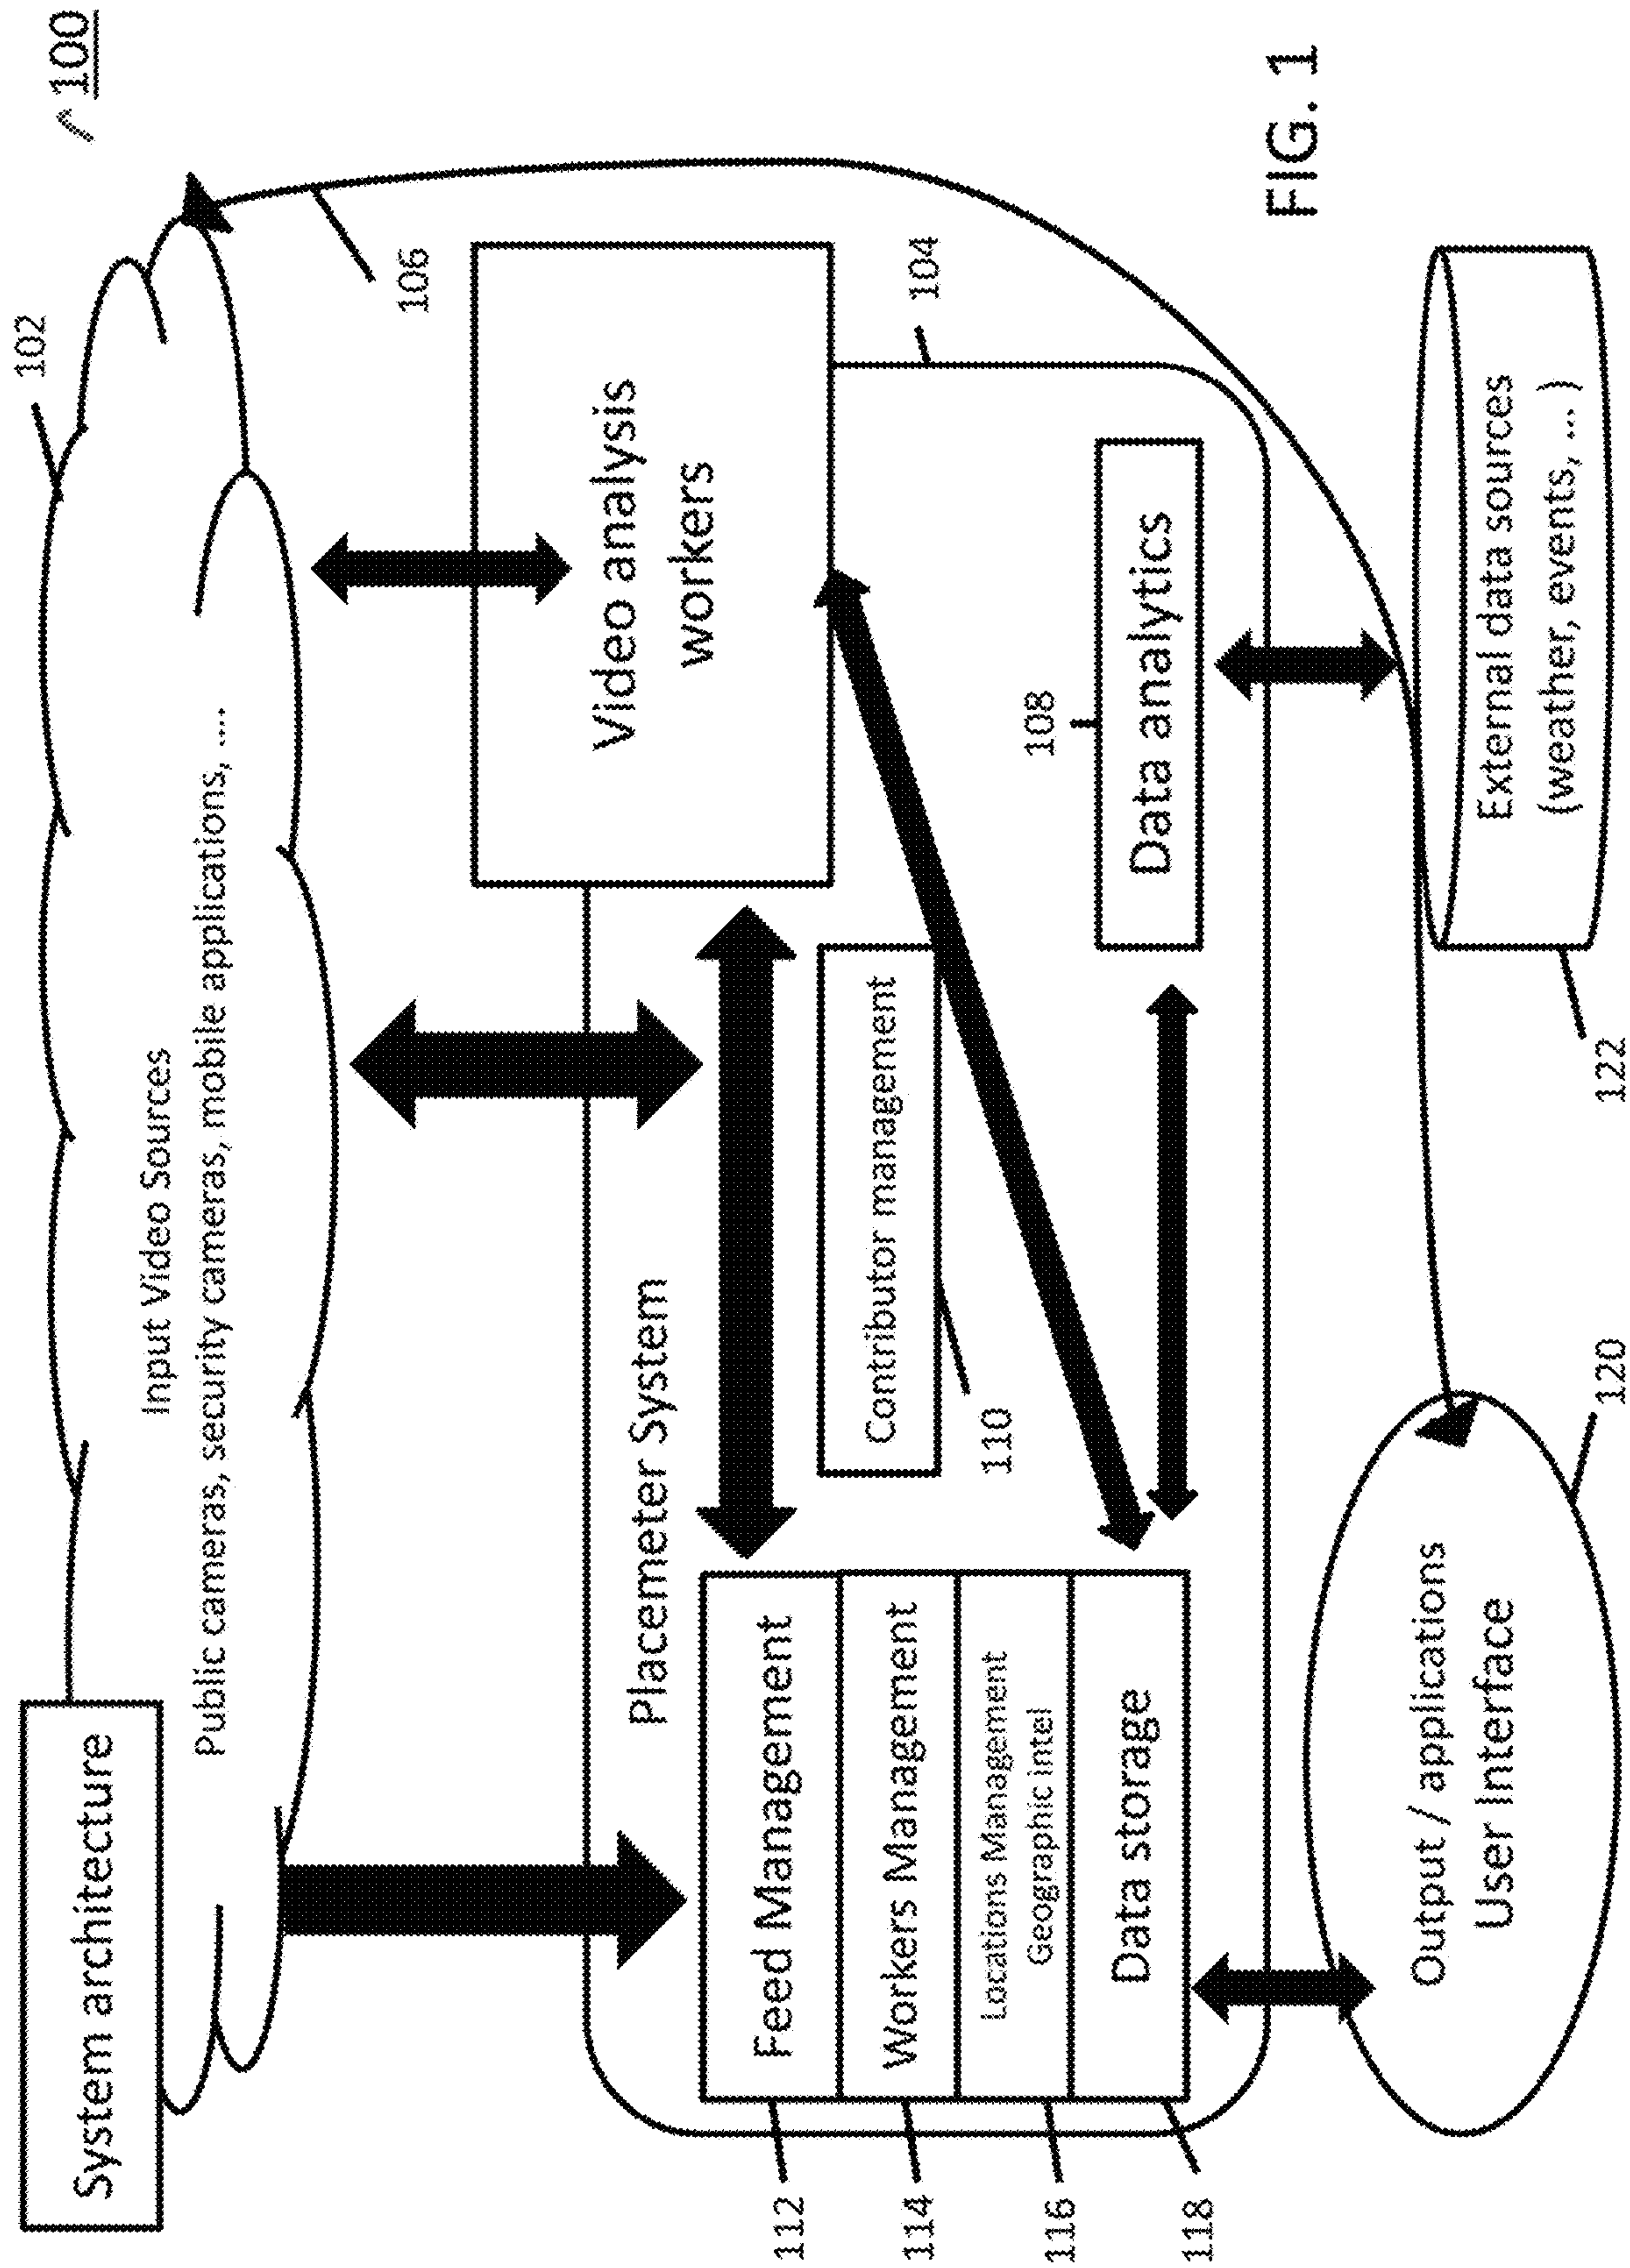 100
System architecture
102
Input Video Sources
Public cameras, security cameras, mobile applications, ....
106
Placemeter System
Video analysis
workers
Feed Management
112
Workers Management
114
Locations Management
Geographic intel
116
Data storage
118
Contributor management
110
104
108
Data analytics
Output / applications
User Interface
120
External data sources
(weather, events, ... )
122
FIG. 1